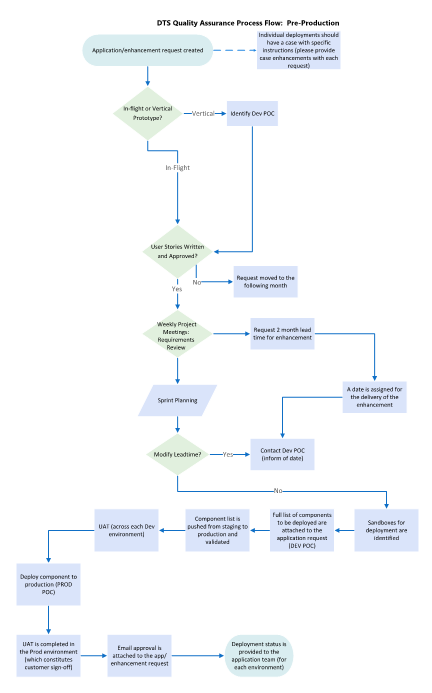 DTS Quality Assurance Process Flow:  Pre-Production
Application/enhancement request created
Individual deployments should
have a case with specific
instructions (please provide
case enhancements with each
request)
In-flight or Vertical
Prototype?
Vertical
Identify Dev POC
In-Flight
User Stories Written
and Approved?
No
Request moved to the
following month
Yes
Weekly Project
Meetings:
Requirements
Review
Request 2 month lead
time for enhancement
A date is assigned for
the delivery of the
enhancement
Sprint Planning
Modify Leadtime?
Yes
Contact Dev POC
(inform of date)
No
Sandboxes for
deployment are
identified
Full list of components
to be deployed are
attached to the
application request
(DEV POC)
Component list is
pushed from staging to
production and
validated
UAT (across each Dev
environment)
Deploy component to
production (PROD
POC)
UAT is completed in
the Prod environment
(which constitutes
customer sign-off)
Email approval is
attached to the app/
enhancement request
Deployment status is
provided to the
application team (for
each environment)